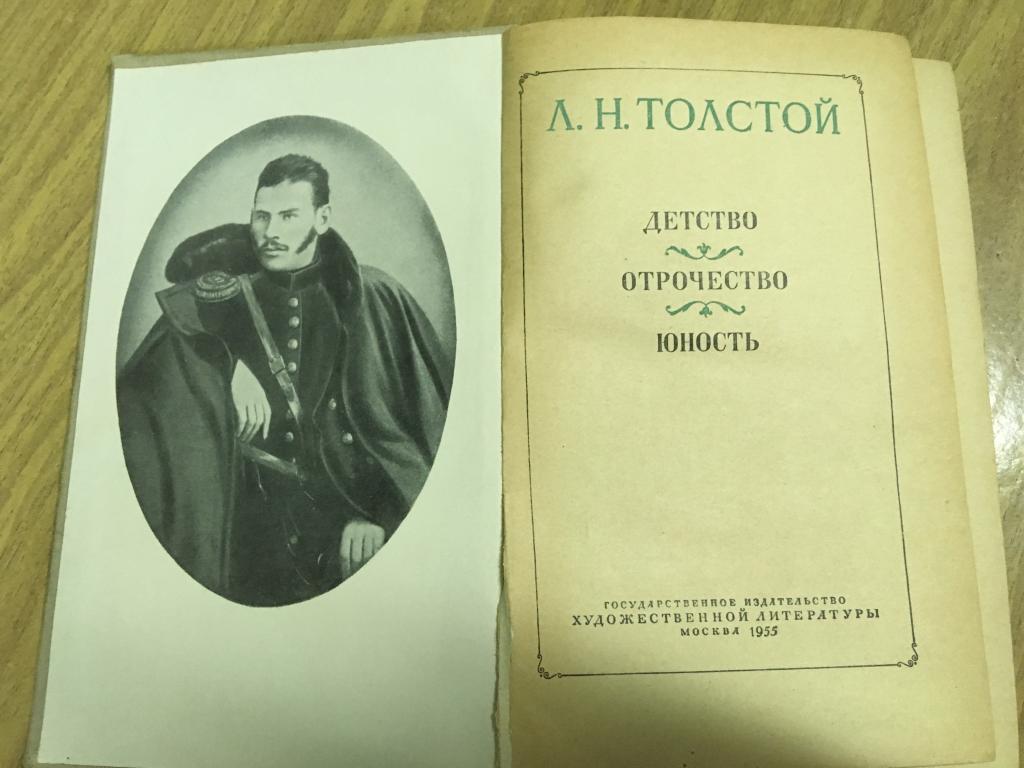 Л. Н. ТОЛСТОЙ
ДЕТСТВО
ОТРОЧЕСТВО
ЮНОСТЬ
ГОСУДАРСТВЕННОЕ ИЗДАТЕЛЬСТВО
ХУДОЖЕСТВЕННОЙ ЛИТЕРАТУРЫ
МОСКВА 1955